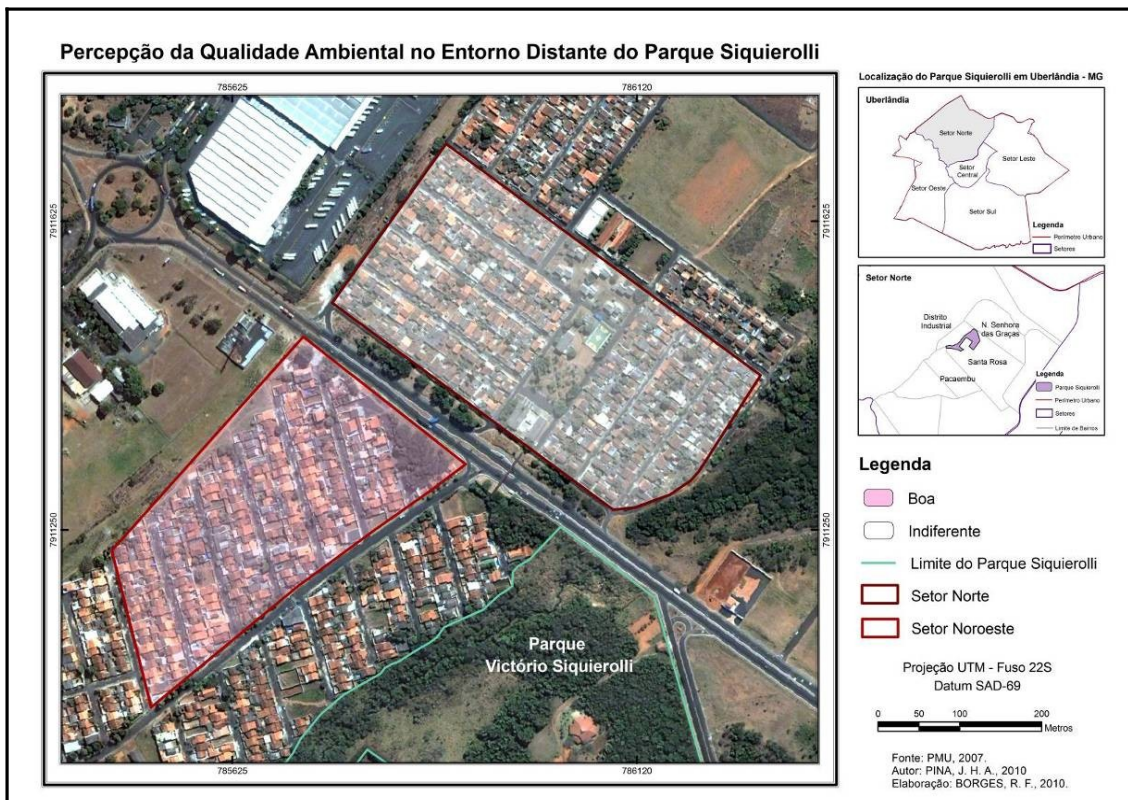 Percepção da Qualidade Ambiental no Entorno Distante do Parque Siquierolli
785625
786120
7911625
7911625
7911250
7911250
785625
786120
Parque
Victório Siquierolli
Localização do Parque Siquierolli em Uberlândia - MG
Uberlândia
Setor Norte
Setor Leste
Setor
Central
Setor Oeste
Setor Sul
Legenda
Perímetro Urbano
Setores
Setor Norte
Distrito
Industrial
N. Senhora
das Graças
Santa Rosa
Pacaembu
Legenda
Parque Siquierolli
Perímetro Urbano
Setores
Limite de Bairros
Legenda
Boa
Indiferente
Limite do Parque Siquierolli
Setor Norte
Setor Noroeste
Projeção UTM - Fuso 22S
Datum SAD-69
0 50 100 200
Metros
Fonte: PMU, 2007.
Autor: PINA, J. H. A., 2010
Elaboração: BORGES, R. F., 2010.